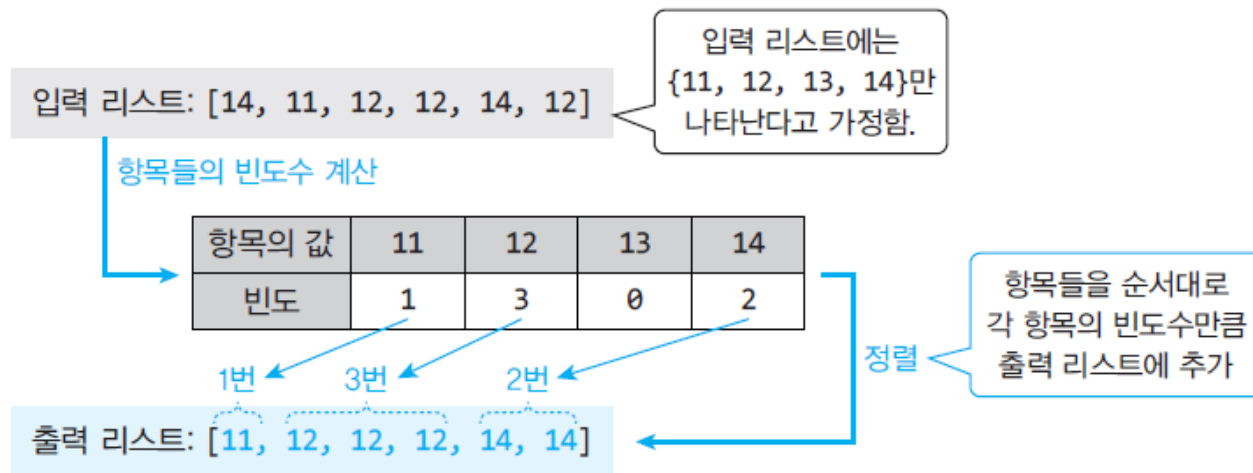 입력 리스트에는
{11, 12, 13, 14}만
나타난다고 가정함.
입력 리스트: [14, 11, 12, 12, 14, 12]
항목들의 빈도수 계산
항목의 값 11 12 13 14
빈도 1 3 0 2
항목들을 순서대로
각 항목의 빈도수만큼
출력 리스트에 추가
정렬
1번 3번 2번
출력 리스트: [11, 12, 12, 12, 14, 14]